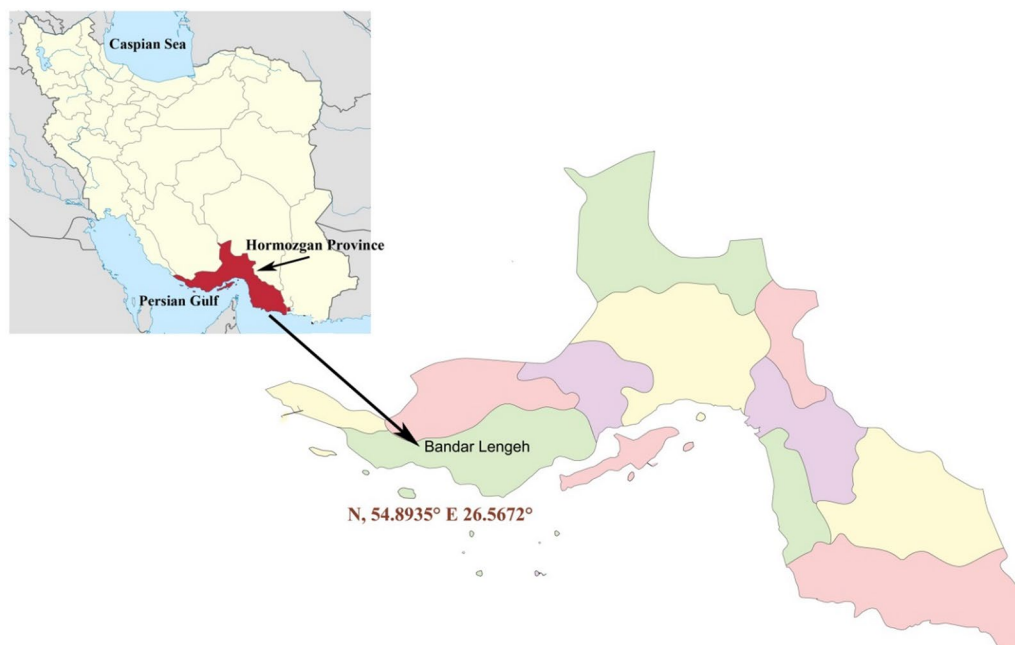 Caspian Sea
Hormozgan Province
Persian Gulf
Bandar Lengeh
N, 54.8935° E 26.5672°